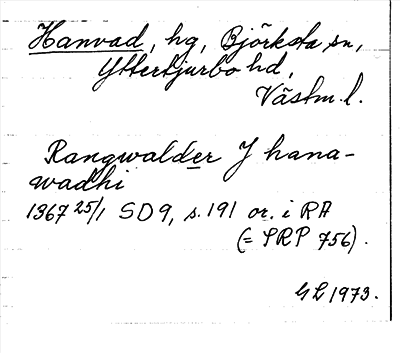 Hanvad, hg, Björksta sn,
Yttertjurbo hd,
Västm. l.
Rangwalder J hana-
wadhi
1367 25/1 SD 9, s. 191 or. i RA
(= SRP 756).
GL 1973.